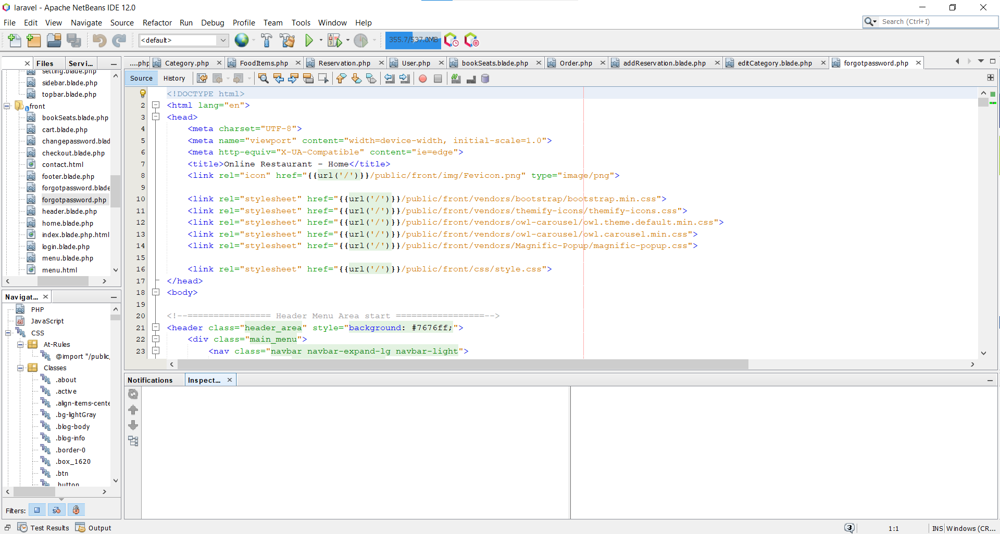 laravel - Apache NetBeans IDE 12.0
File Edit View Navigate Source Refactor Run Debug Profile Team Tools Window Help
Search (Ctrl+I)
<default>
355.7/537.0MB
Files Servi...
....php Category.php FoodItems.php Reservation.php User.php bookSeats.blade.php Order.php addReservation.blade.php editCategory.blade.php forgotpassword.php
Source History
setting.blade.php
sidebar.blade.php
topbar.blade.php
front
bookSeats.blade.php
cart.blade.php
changepassword.blad
checkout.blade.php
contact.html
footer.blade.php
forgotpassword.blade
forgotpassword.php
header.blade.php
home.blade.php
index.blade.php.html
login.blade.php
menu.blade.php
menu.html
<!DOCTYPE html>
2 <html lang="en">
3 <head>
4 <meta charset="UTF-8">
5 <meta name="viewport" content="width=device-width, initial-scale=1.0">
6 <meta http-equiv="X-UA-Compatible" content="ie=edge">
7 <title>Online Restaurant - Home</title>
8 <link rel="icon" href="{{url('/')}}/public/front/img/Fevicon.png" type="image/png">
9
10 <link rel="stylesheet" href="{{url('/')}}/public/front/vendors/bootstrap/bootstrap.min.css">
11 <link rel="stylesheet" href="{{url('/')}}/public/front/vendors/themify-icons/themify-icons.css">
12 <link rel="stylesheet" href="{{url('/')}}/public/front/vendors/owl-carousel/owl.theme.default.min.css">
13 <link rel="stylesheet" href="{{url('/')}}/public/front/vendors/owl-carousel/owl.carousel.min.css">
14 <link rel="stylesheet" href="{{url('/')}}/public/front/vendors/Magnific-Popup/magnific-popup.css">
15
16 <link rel="stylesheet" href="{{url('/')}}/public/front/css/style.css">
17 </head>
18 <body>
19
20 <!--================ Header Menu Area start =================-->
21 <header class="header_area" style="background: #7676ff;">
22 <div class="main_menu">
23 <nav class="navbar navbar-expand-lg navbar-light">
Navigat...
PHP
JavaScript
CSS
At-Rules
@import "/public,
Classes
.about
.active
.align-items-cente
.bg-lightGray
.blog-body
.blog-info
.border-0
.box_1620
.btn
.button
Filters:
Notifications Inspect...
Test Results Output
3 1:1 INS Windows (CR...